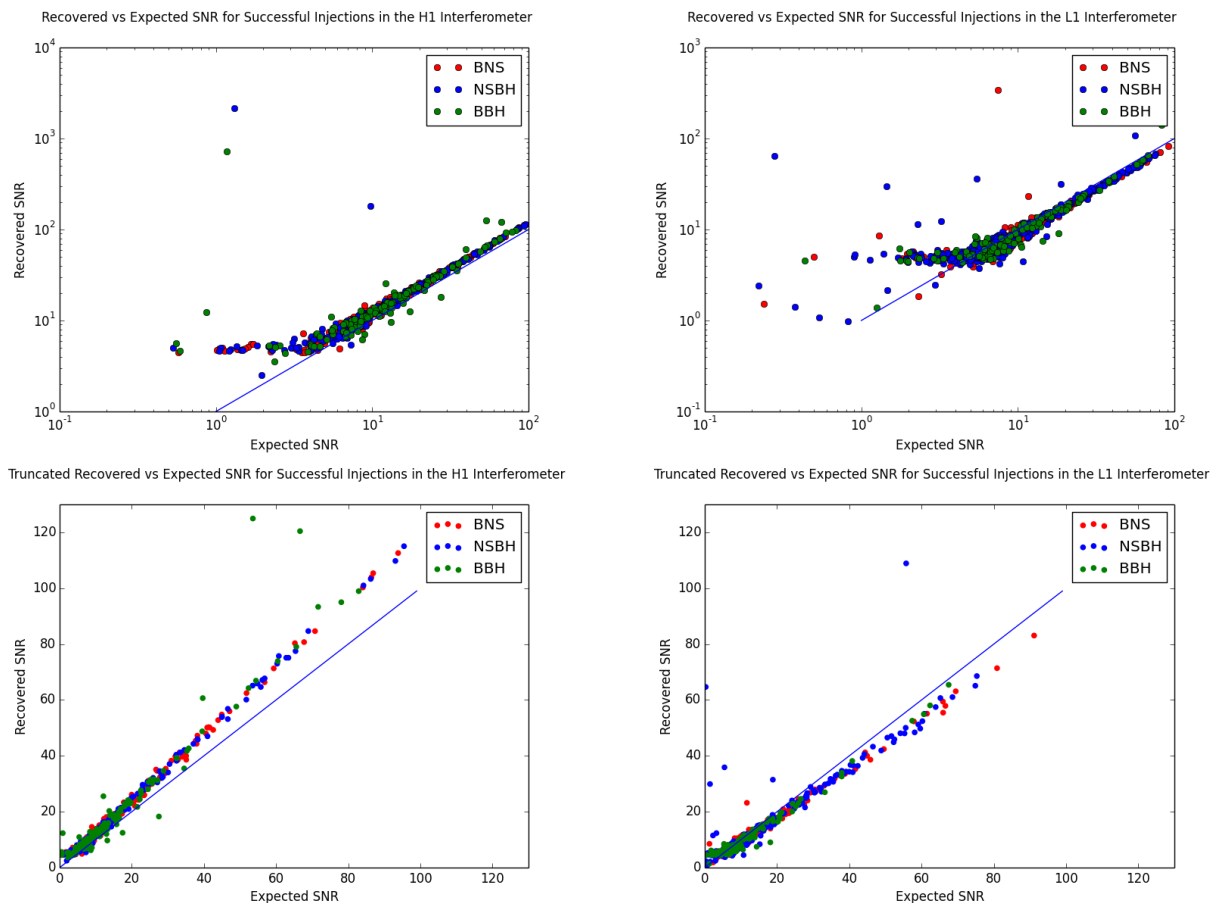 Recovered vs Expected SNR for Successful Injections in the H1 Interferometer
10^4
10^3
10^2
10^1
10^0
10^-1 10^0 10^1 10^2
Recovered SNR
Expected SNR
BNS
NSBH
BBH
Recovered vs Expected SNR for Successful Injections in the L1 Interferometer
10^3
10^2
10^1
10^0
10^-1
10^-1 10^0 10^1 10^2
Recovered SNR
Expected SNR
BNS
NSBH
BBH
Truncated Recovered vs Expected SNR for Successful Injections in the H1 Interferometer
120
100
80
60
40
20
0
0 20 40 60 80 100 120
Recovered SNR
Expected SNR
BNS
NSBH
BBH
Truncated Recovered vs Expected SNR for Successful Injections in the L1 Interferometer
120
100
80
60
40
20
0
0 20 40 60 80 100 120
Recovered SNR
Expected SNR
BNS
NSBH
BBH